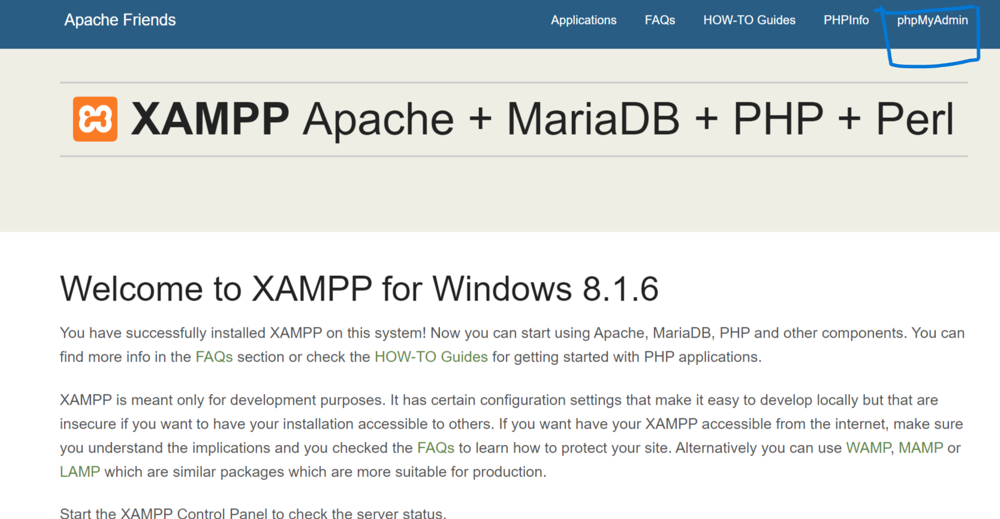 Apache Friends
Applications FAQs HOW-TO Guides PHPInfo phpMyAdmin
XAMPP Apache + MariaDB + PHP + Perl
Welcome to XAMPP for Windows 8.1.6
You have successfully installed XAMPP on this system! Now you can start using Apache, MariaDB, PHP and other components. You can
find more info in the FAQs section or check the HOW-TO Guides for getting started with PHP applications.
XAMPP is meant only for development purposes. It has certain configuration settings that make it easy to develop locally but that are
insecure if you want to have your installation accessible to others. If you want have your XAMPP accessible from the internet, make sure
you understand the implications and you checked the FAQs to learn how to protect your site. Alternatively you can use WAMP, MAMP or
LAMP which are similar packages which are more suitable for production.
Start the XAMPP Control Panel to check the server status.